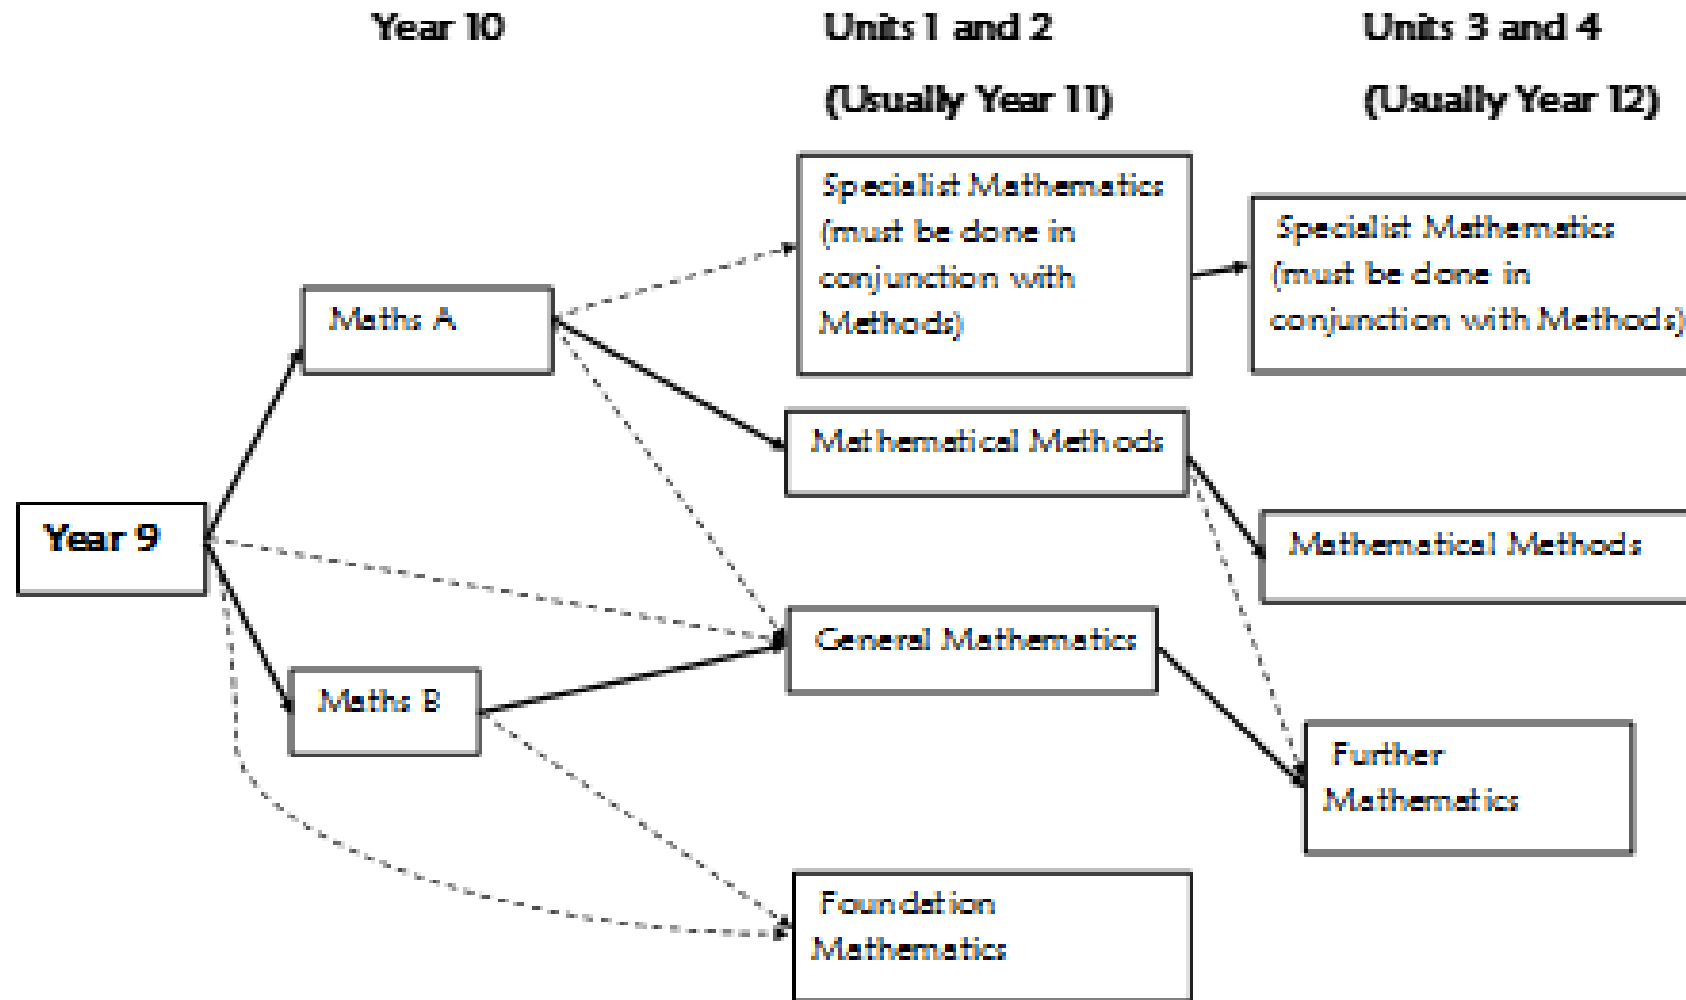 Year 10
Units 1 and 2
(Usually Year 11)
Units 3 and 4
(Usually Year 12)
Specialist Mathematics
(must be done in
conjunction with
Methods)
Specialist Mathematics
(must be done in
conjunction with Methods)
Maths A
Mathematical Methods
Year 9
Mathematical Methods
General Mathematics
Maths B
Further
Mathematics
Foundation
Mathematics